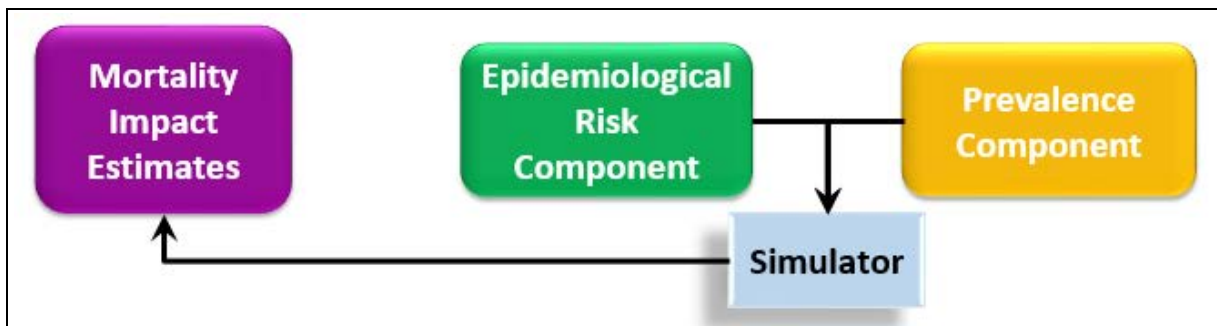 Mortality
Impact
Estimates
Epidemiological
Risk
Component
Prevalence
Component
Simulator